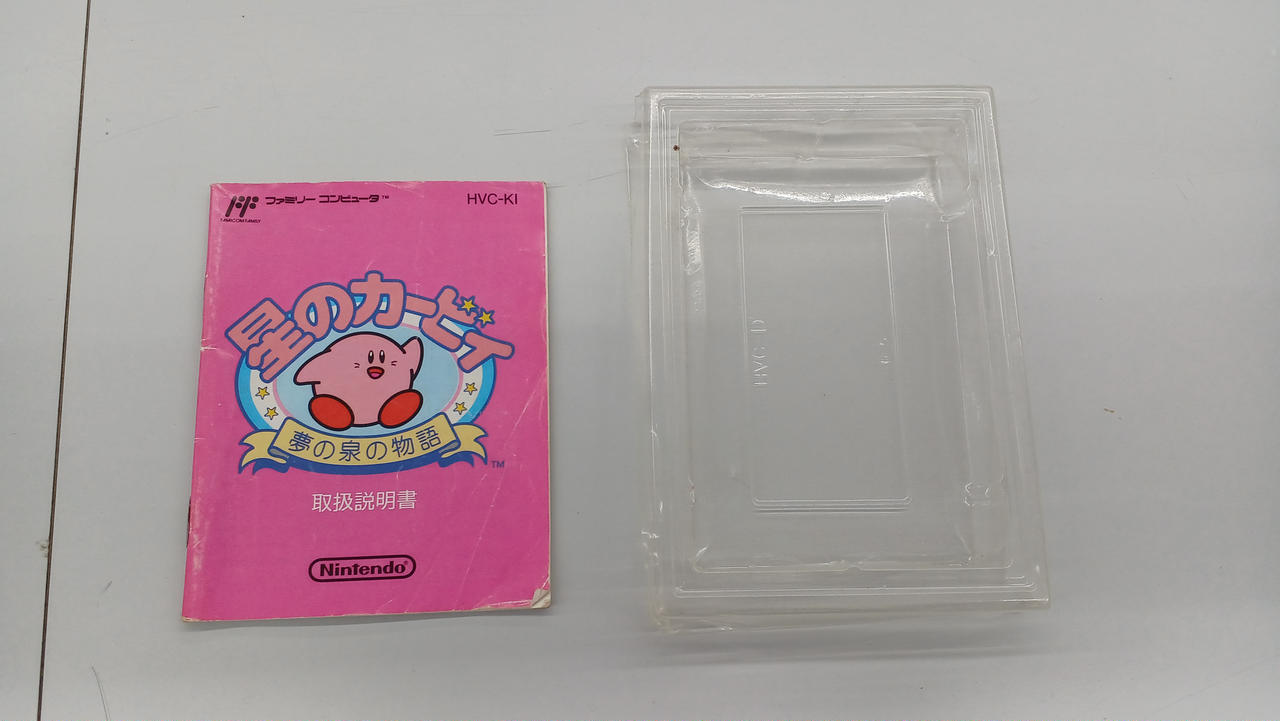 ファミリー コンピュータ™
HVC-KI
FAMICOM FAMILY
星のカービィ
夢の泉の物語
TM
取扱説明書
Nintendo®
HVC-D